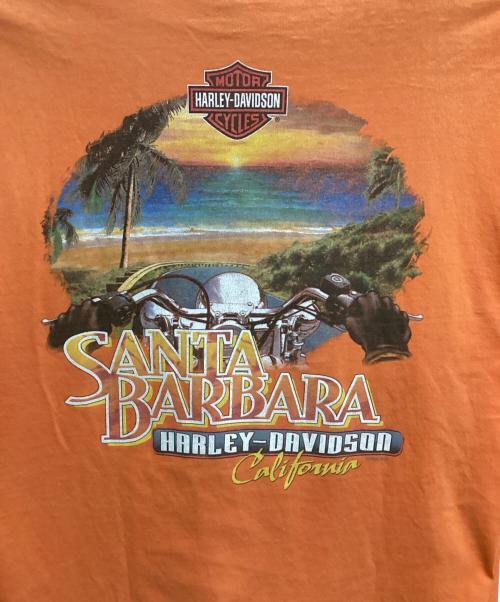 MOTOR
HARLEY-DAVIDSON
CYCLES
SANTA
BARBARA
HARLEY-DAVIDSON
California